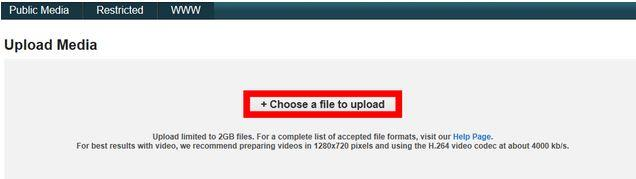 Public Media Restricted WWW
Upload Media
+ Choose a file to upload
Upload limited to 2GB files. For a complete list of accepted file formats, visit our Help Page.
For best results with video, we recommend preparing videos in 1280x720 pixels and using the H.264 video codec at about 4000 kb/s.